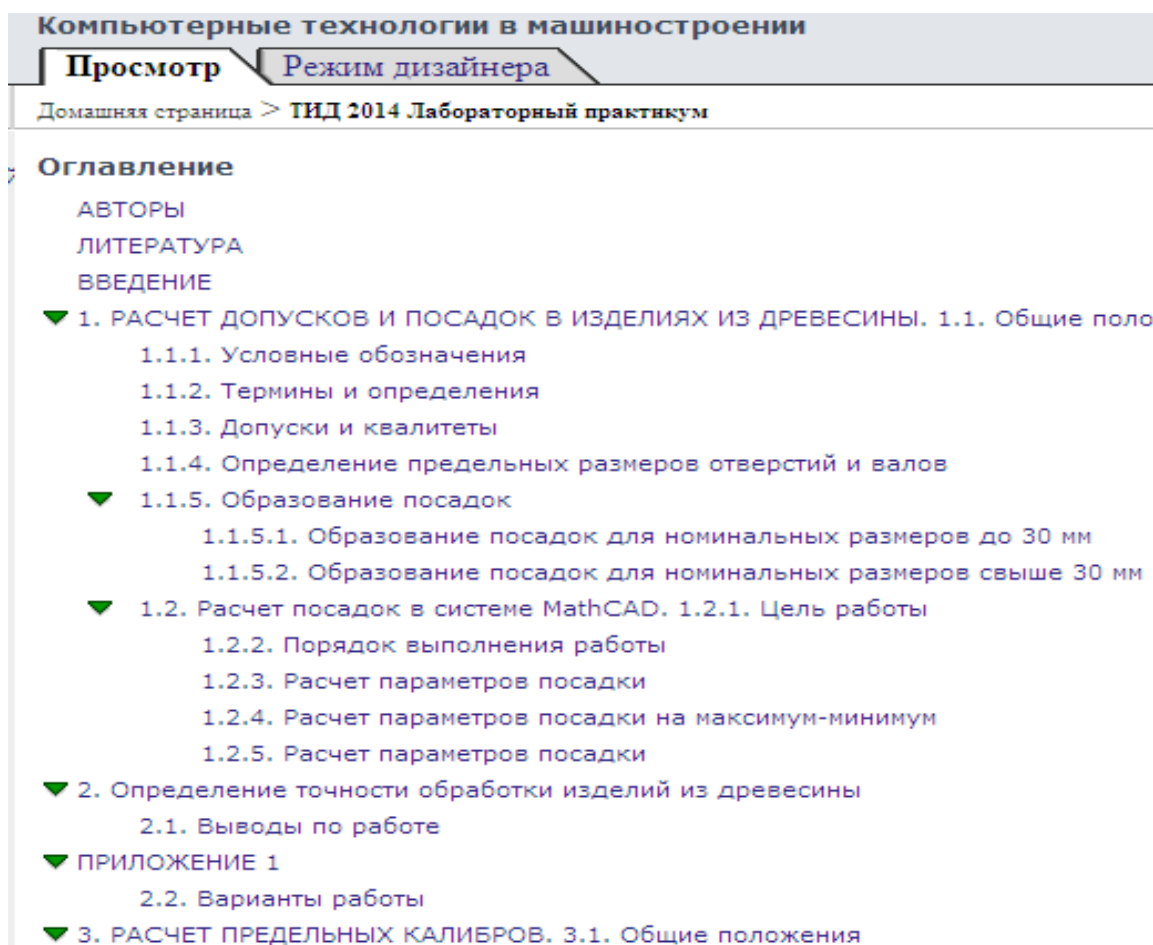 Компьютерные технологии в машиностроении
Просмотр Режим дизайнера
Домашняя страница > ТИД 2014 Лабораторный практикум
Оглавление
АВТОРЫ
ЛИТЕРАТУРА
ВВЕДЕНИЕ
1. РАСЧЕТ ДОПУСКОВ И ПОСАДОК В ИЗДЕЛИЯХ ИЗ ДРЕВЕСИНЫ. 1.1. Общие поло
1.1.1. Условные обозначения
1.1.2. Термины и определения
1.1.3. Допуски и квалитеты
1.1.4. Определение предельных размеров отверстий и валов
1.1.5. Образование посадок
1.1.5.1. Образование посадок для номинальных размеров до 30 мм
1.1.5.2. Образование посадок для номинальных размеров свыше 30 мм
1.2. Расчет посадок в системе MathCAD. 1.2.1. Цель работы
1.2.2. Порядок выполнения работы
1.2.3. Расчет параметров посадки
1.2.4. Расчет параметров посадки на максимум-минимум
1.2.5. Расчет параметров посадки
2. Определение точности обработки изделий из древесины
2.1. Выводы по работе
ПРИЛОЖЕНИЕ 1
2.2. Варианты работы
3. РАСЧЕТ ПРЕДЕЛЬНЫХ КАЛИБРОВ. 3.1. Общие положения